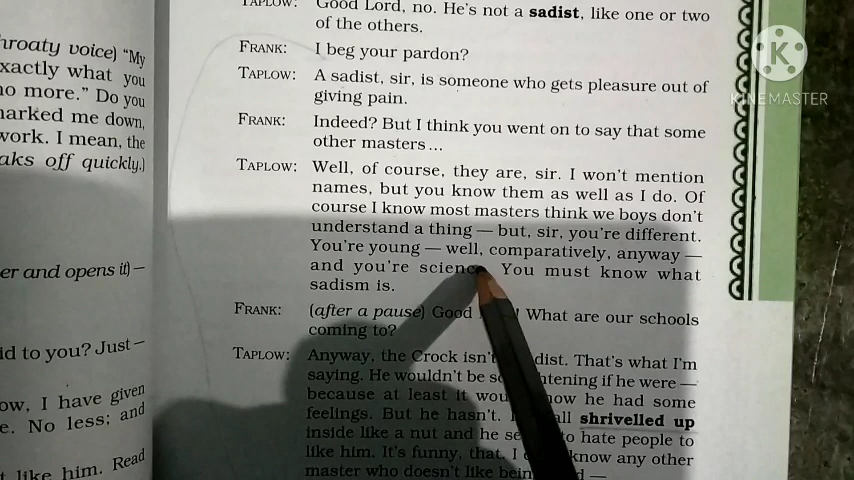 hroaty voice) "My
xactly what you
no more." Do you
narked me down,
work. I mean, the
aks off quickly.)
er and opens it) —
id to you? Just —
ow, I have given
e. No less; and
t like him. Read
TAPLOW: Good Lord, no. He's not a sadist, like one or two
of the others.
FRANK: I beg your pardon?
TAPLOW: A sadist, sir, is someone who gets pleasure out of
giving pain.
FRANK: Indeed? But I think you went on to say that some
other masters ...
TAPLOW: Well, of course, they are, sir. I won't mention
names, but you know them as well as I do. Of
course I know most masters think we boys don't
understand a thing — but, sir, you're different.
You're young — well, comparatively, anyway —
and you're science You must know what
sadism is.
FRANK: (after a pause) Good ! What are our schools
coming to?
TAPLOW: Anyway, the Crock isn't dist. That's what I'm
saying. He wouldn't be so htening if he were —
because at least it wou how he had some
feelings. But he hasn't. all shrivelled up
inside like a nut and he se to hate people to
like him. It's funny, that. I know any other
master who doesn't like being
K
KINEMASTER